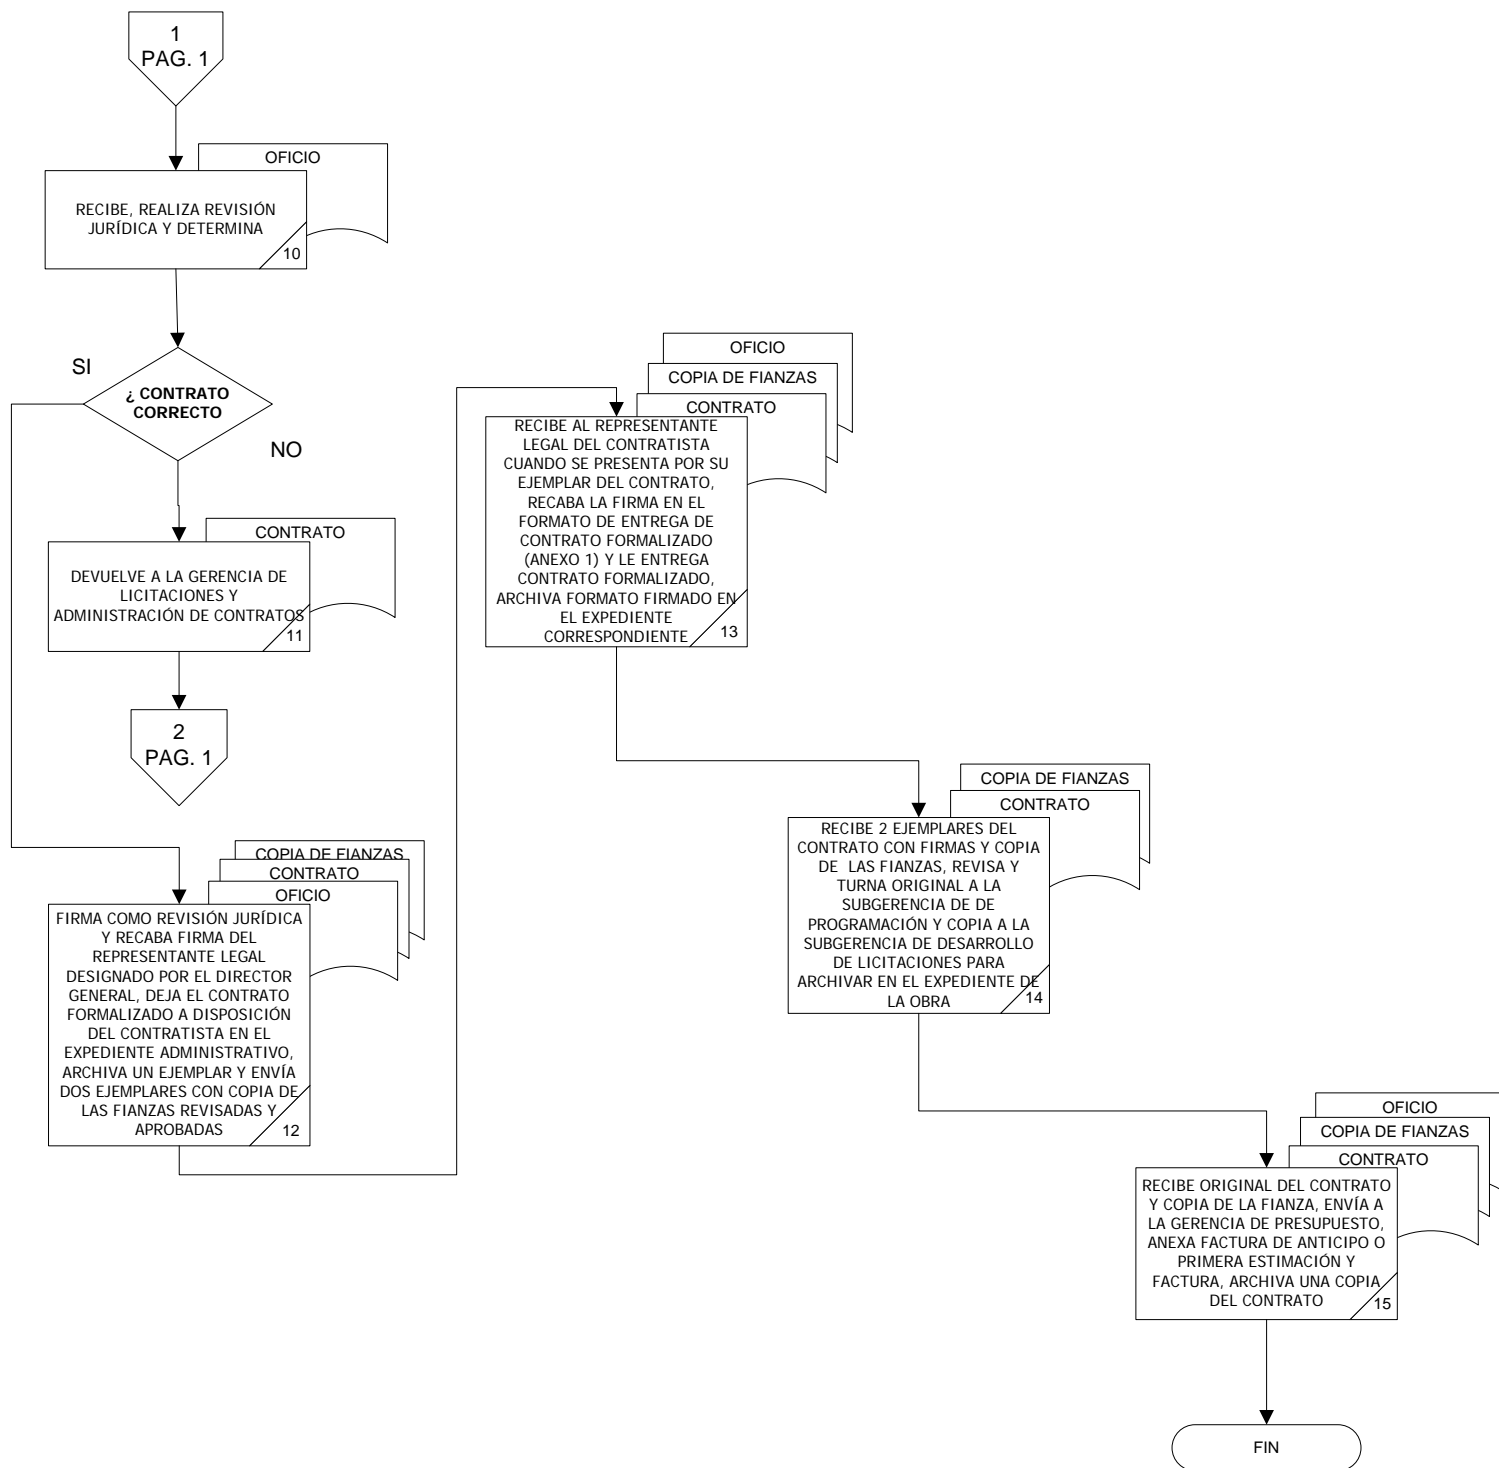 1
PAG. 1
OFICIO
RECIBE, REALIZA REVISIÓN
JURÍDICA Y DETERMINA
10
SI
¿ CONTRATO
CORRECTO
NO
CONTRATO
DEVUELVE A LA GERENCIA DE
LICITACIONES Y
ADMINISTRACIÓN DE CONTRATOS
11
2
PAG. 1
COPIA DE FIANZAS
CONTRATO
OFICIO
FIRMA COMO REVISIÓN JURÍDICA
Y RECABA FIRMA DEL
REPRESENTANTE LEGAL
DESIGNADO POR EL DIRECTOR
GENERAL, DEJA EL CONTRATO
FORMALIZADO A DISPOSICIÓN
DEL CONTRATISTA EN EL
EXPEDIENTE ADMINISTRATIVO,
ARCHIVA UN EJEMPLAR Y ENVÍA
DOS EJEMPLARES CON COPIA DE
LAS FIANZAS REVISADAS Y
APROBADAS
12
OFICIO
COPIA DE FIANZAS
CONTRATO
RECIBE AL REPRESENTANTE
LEGAL DEL CONTRATISTA
CUANDO SE PRESENTA POR SU
EJEMPLAR DEL CONTRATO,
RECABA LA FIRMA EN EL
FORMATO DE ENTREGA DE
CONTRATO FORMALIZADO
(ANEXO 1) Y LE ENTREGA
CONTRATO FORMALIZADO,
ARCHIVA FORMATO FIRMADO EN
EL EXPEDIENTE
CORRESPONDIENTE
13
COPIA DE FIANZAS
CONTRATO
RECIBE 2 EJEMPLARES DEL
CONTRATO CON FIRMAS Y COPIA
DE LAS FIANZAS, REVISA Y
TURNA ORIGINAL A LA
SUBGERENCIA DE DE
PROGRAMACIÓN Y COPIA A LA
SUBGERENCIA DE DESARROLLO
DE LICITACIONES PARA
ARCHIVAR EN EL EXPEDIENTE DE
LA OBRA
14
OFICIO
COPIA DE FIANZAS
CONTRATO
RECIBE ORIGINAL DEL CONTRATO
Y COPIA DE LA FIANZA, ENVÍA A
LA GERENCIA DE PRESUPUESTO,
ANEXA FACTURA DE ANTICIPO O
PRIMERA ESTIMACIÓN Y
FACTURA, ARCHIVA UNA COPIA
DEL CONTRATO
15
FIN